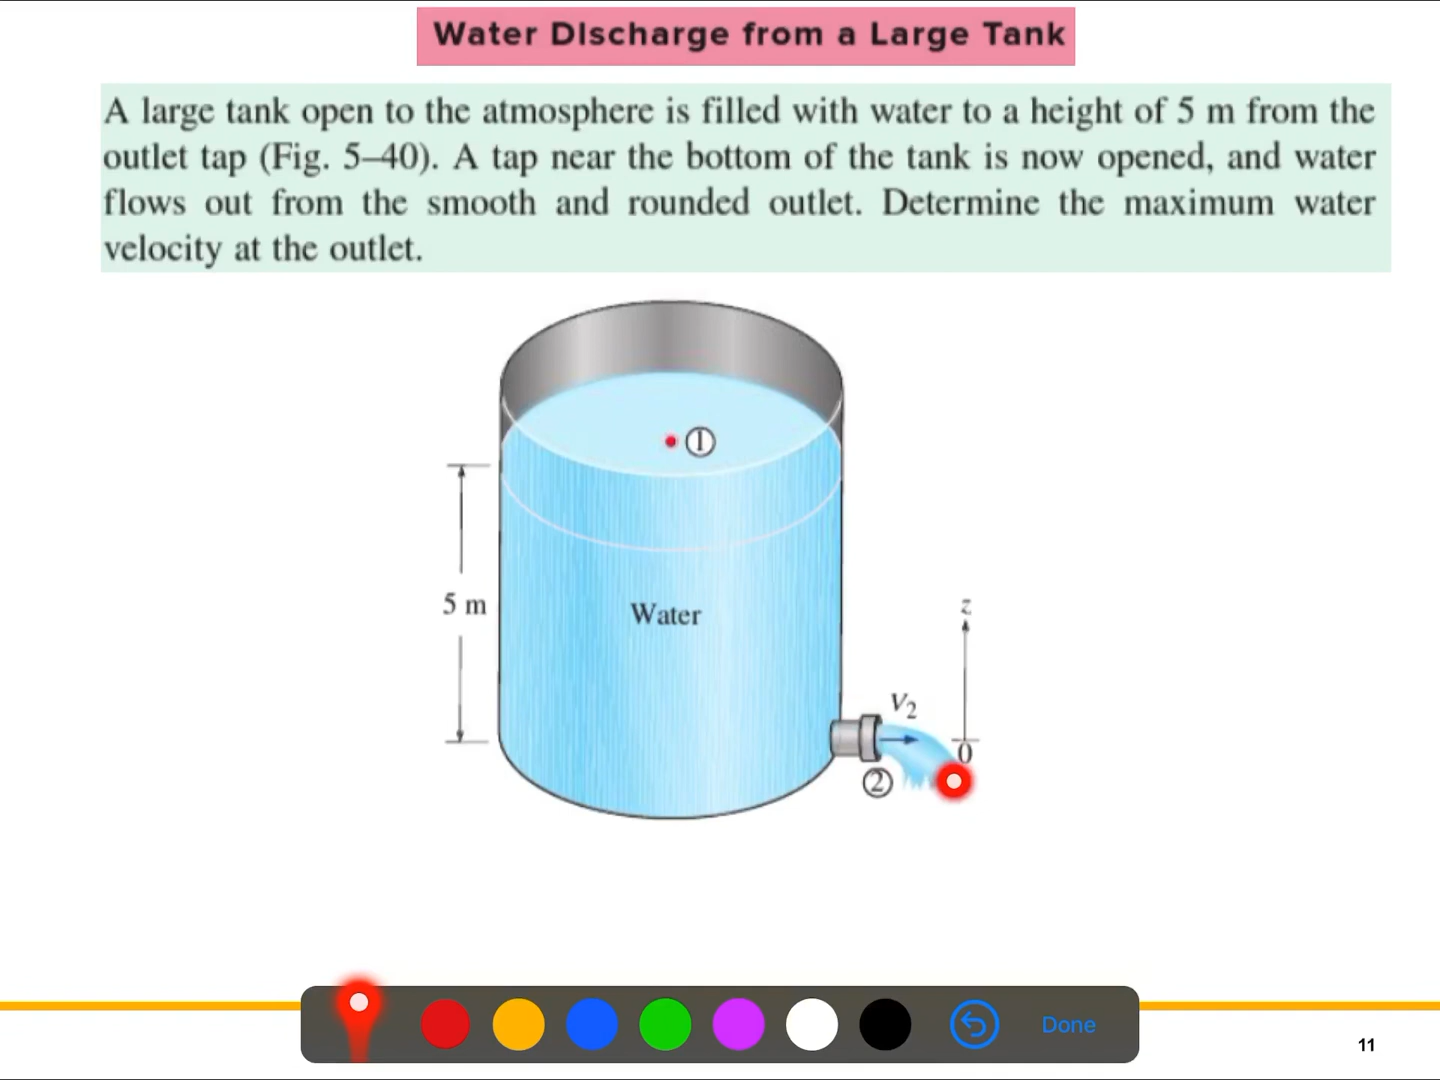 Water DIscharge from a Large Tank
A large tank open to the atmosphere is filled with water to a height of 5 m from the
outlet tap (Fig. 5–40). A tap near the bottom of the tank is now opened, and water
flows out from the smooth and rounded outlet. Determine the maximum water
velocity at the outlet.
①
5 m
Water
z
V2
0
②
Done
11